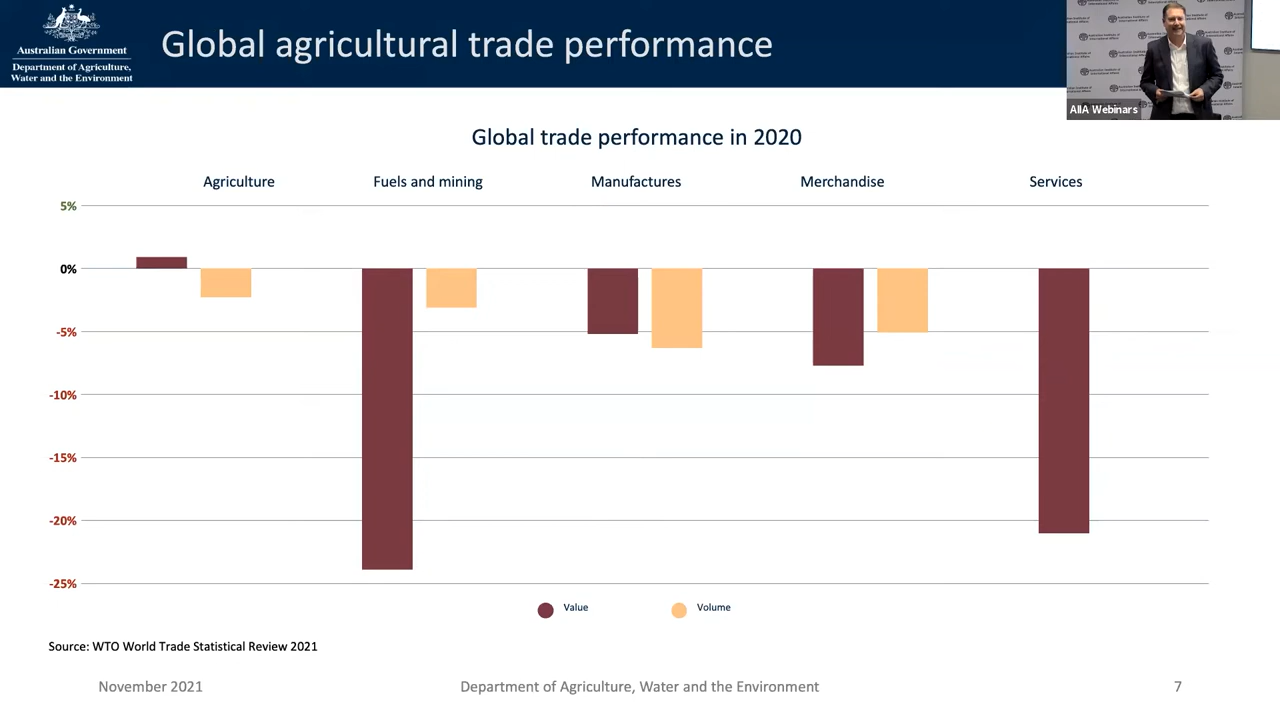 Australian Government
Department of Agriculture,
Water and the Environment
Global agricultural trade performance
AIIA Webinars
Global trade performance in 2020
Agriculture
Fuels and mining
Manufactures
Merchandise
Services
5%
0%
-5%
-10%
-15%
-20%
-25%
Value
Volume
Source: WTO World Trade Statistical Review 2021
November 2021
Department of Agriculture, Water and the Environment
7